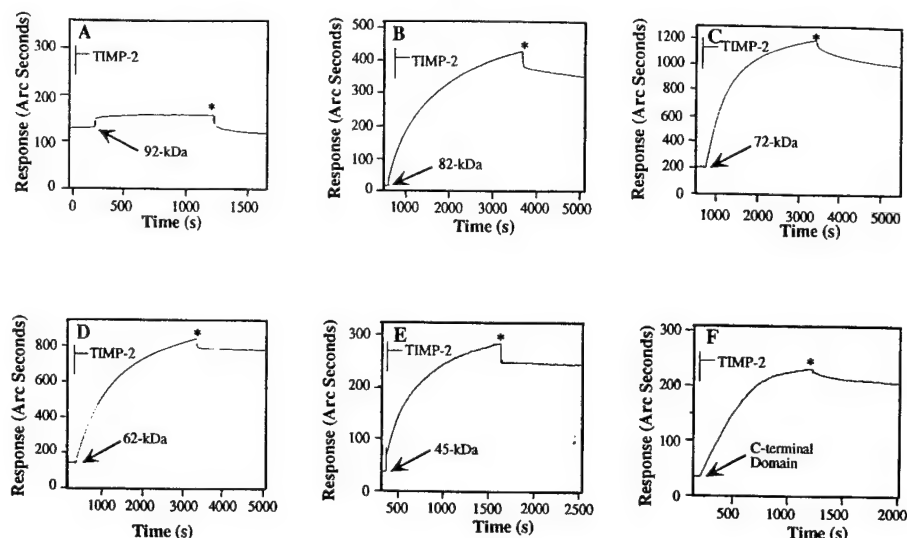 A
Response (Arc Seconds)
300
200
100
0
TIMP-2
*
92-kDa
0 500 1000 1500
Time (s)
B
Response (Arc Seconds)
500
400
300
200
100
0
TIMP-2
*
82-kDa
1000 2000 3000 4000 5000
Time (s)
C
Response (Arc Seconds)
1200
1000
800
600
400
200
0
TIMP-2
*
72-kDa
1000 2000 3000 4000 5000
Time (s)
D
Response (Arc Seconds)
800
600
400
200
0
TIMP-2
*
62-kDa
1000 2000 3000 4000 5000
Time (s)
E
Response (Arc Seconds)
300
200
100
0
TIMP-2
*
45-kDa
500 1000 1500 2000 2500
Time (s)
F
Response (Arc Seconds)
300
200
100
0
TIMP-2
*
C-terminal
Domain
500 1000 1500 2000
Time (s)